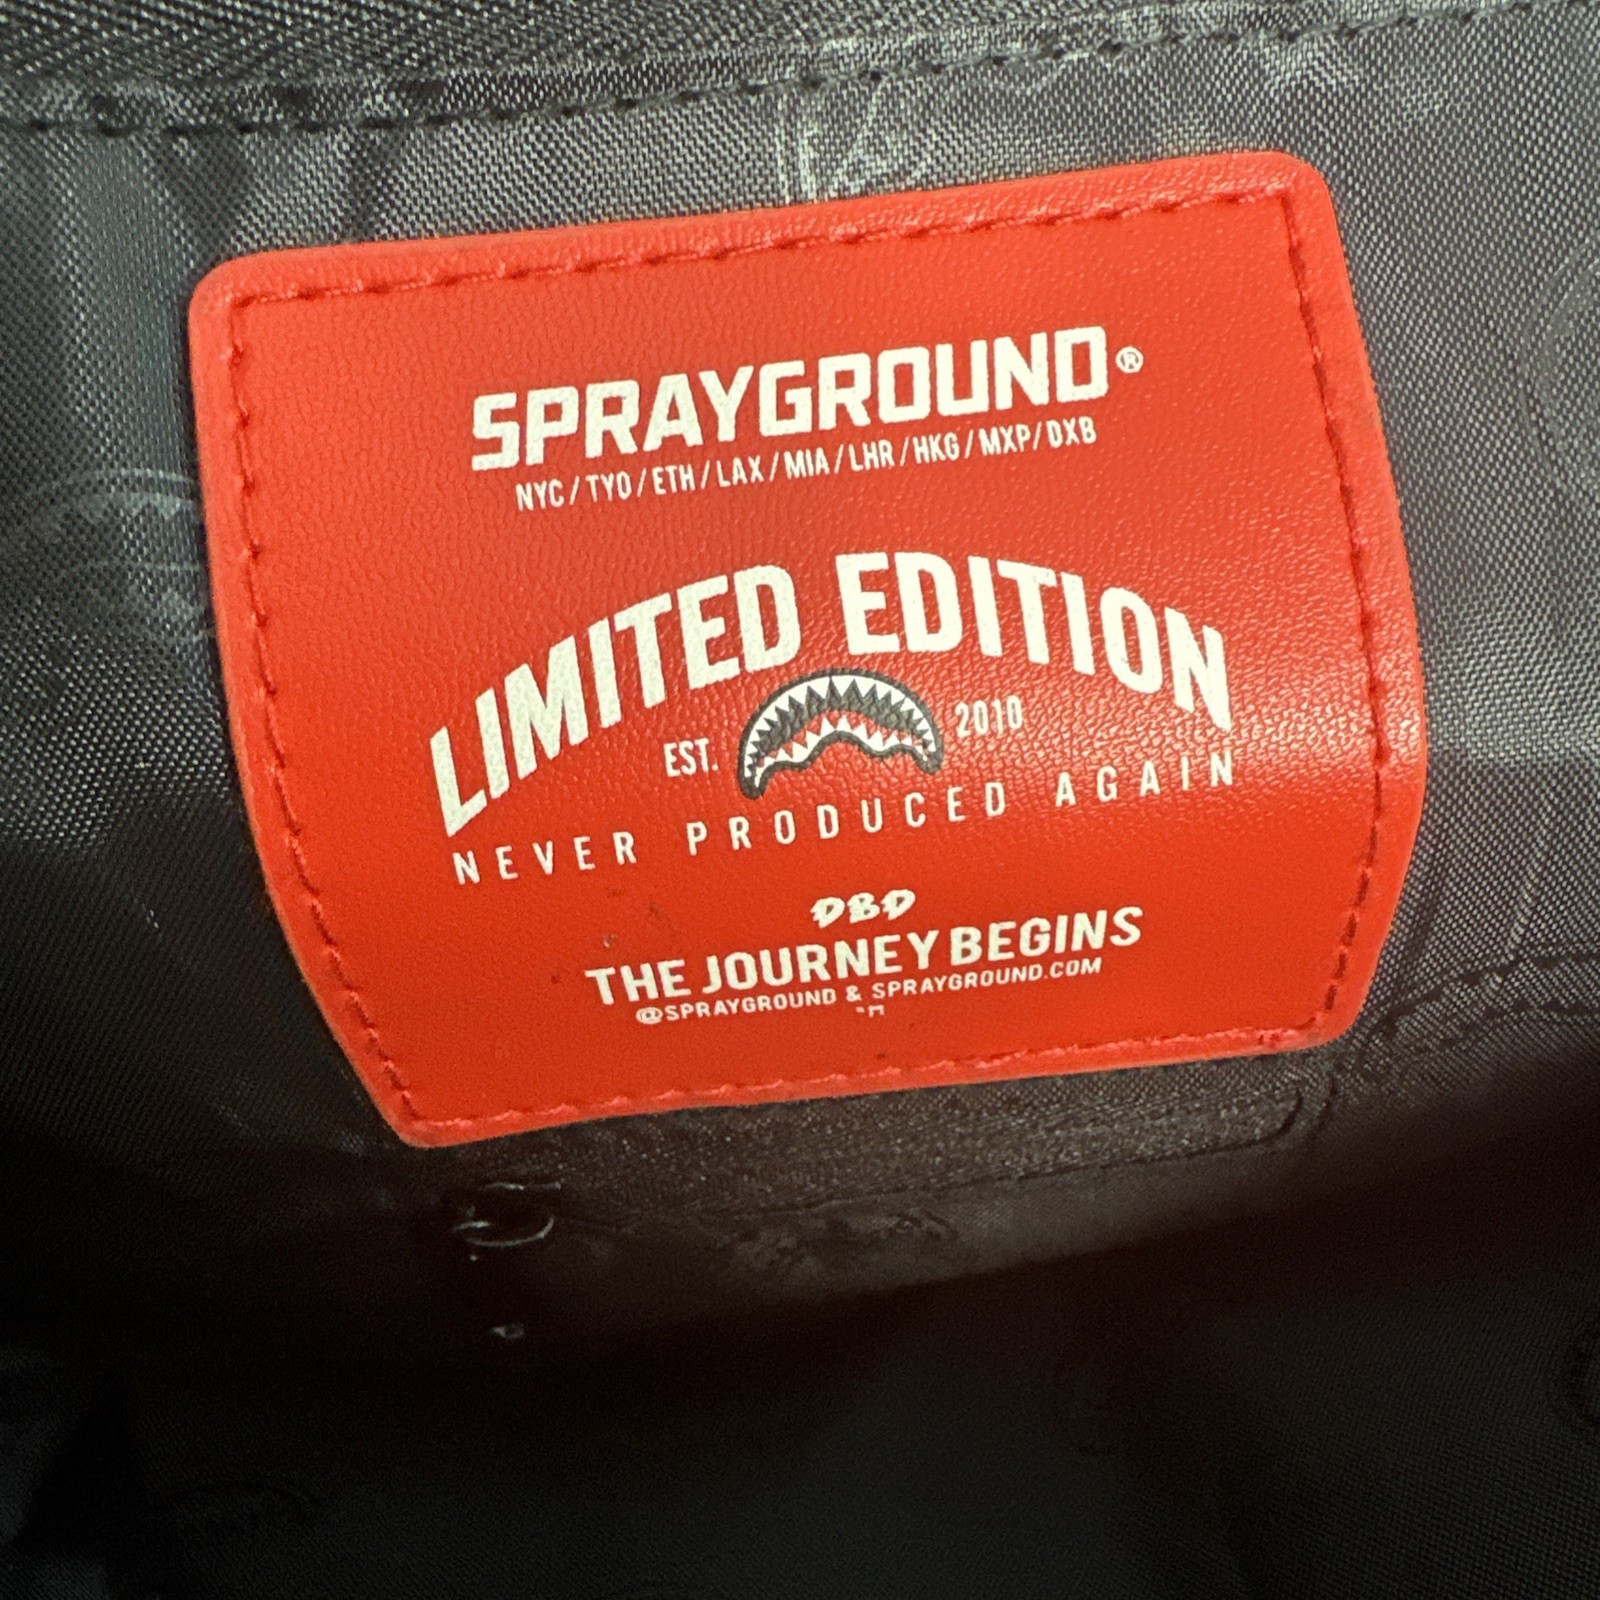 SPRAYGROUND®
NYC/TYO/ETH/LAX/MIA/LHR/HKG/MXP/DXB
LIMITED EDITION
EST. 2010
NEVER PRODUCED AGAIN
DBD
THE JOURNEY BEGINS
@SPRAYGROUND & SPRAYGROUND.COM